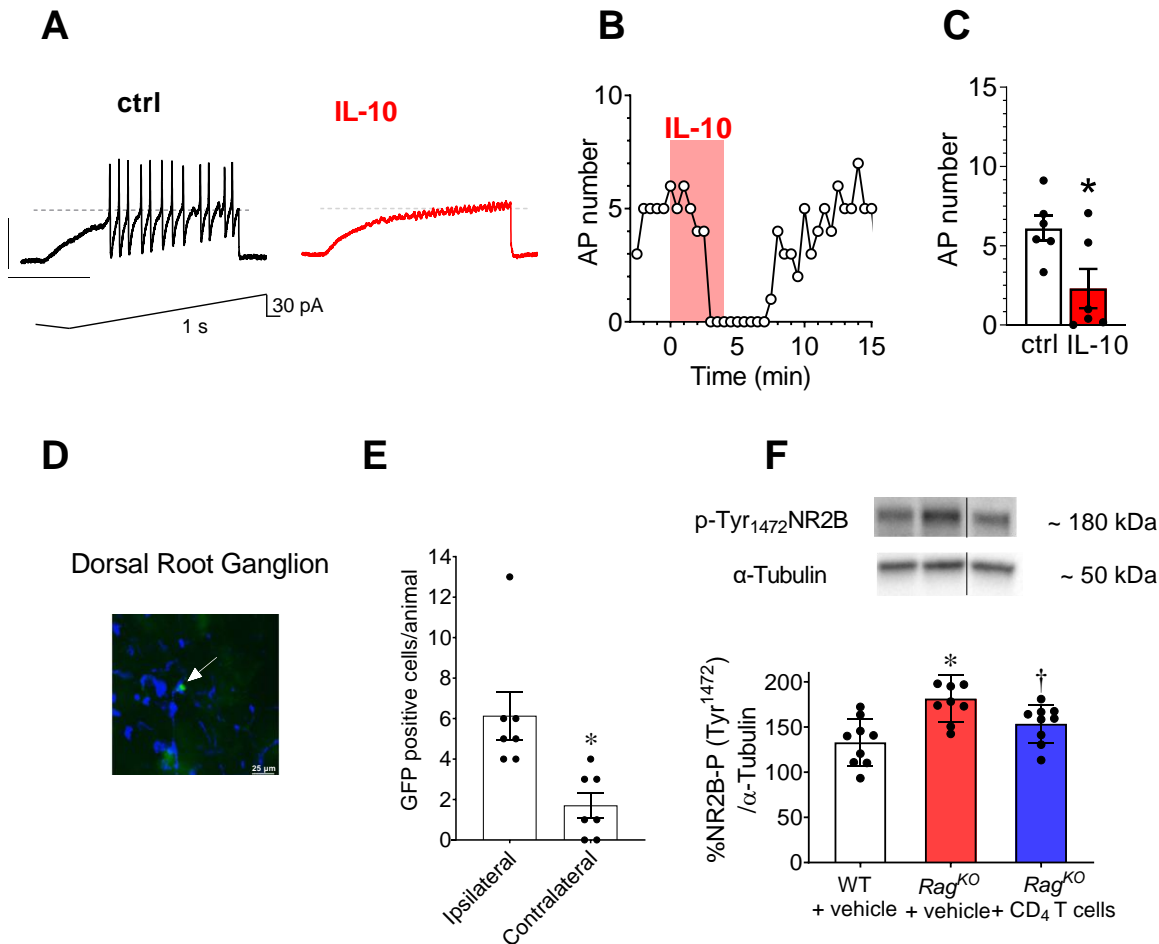 A
ctrl
IL-10
30 pA
1 s
B
10
5
0
AP number
IL-10
0 5 10 15
Time (min)
C
15
10
5
0
AP number
*
ctrl IL-10
D
Dorsal Root Ganglion
25 μm
E
14
12
10
8
6
4
2
0
GFP positive cells/animal
*
Ipsilateral
Contralateral
F
p-Tyr1472NR2B
~ 180 kDa
α-Tubulin
~ 50 kDa
%NR2B-P (Tyr1472)
/α-Tubulin
200
150
100
50
0
*
†
WT
+ vehicle
RagKO
+ vehicle
RagKO
+ CD4 T cells